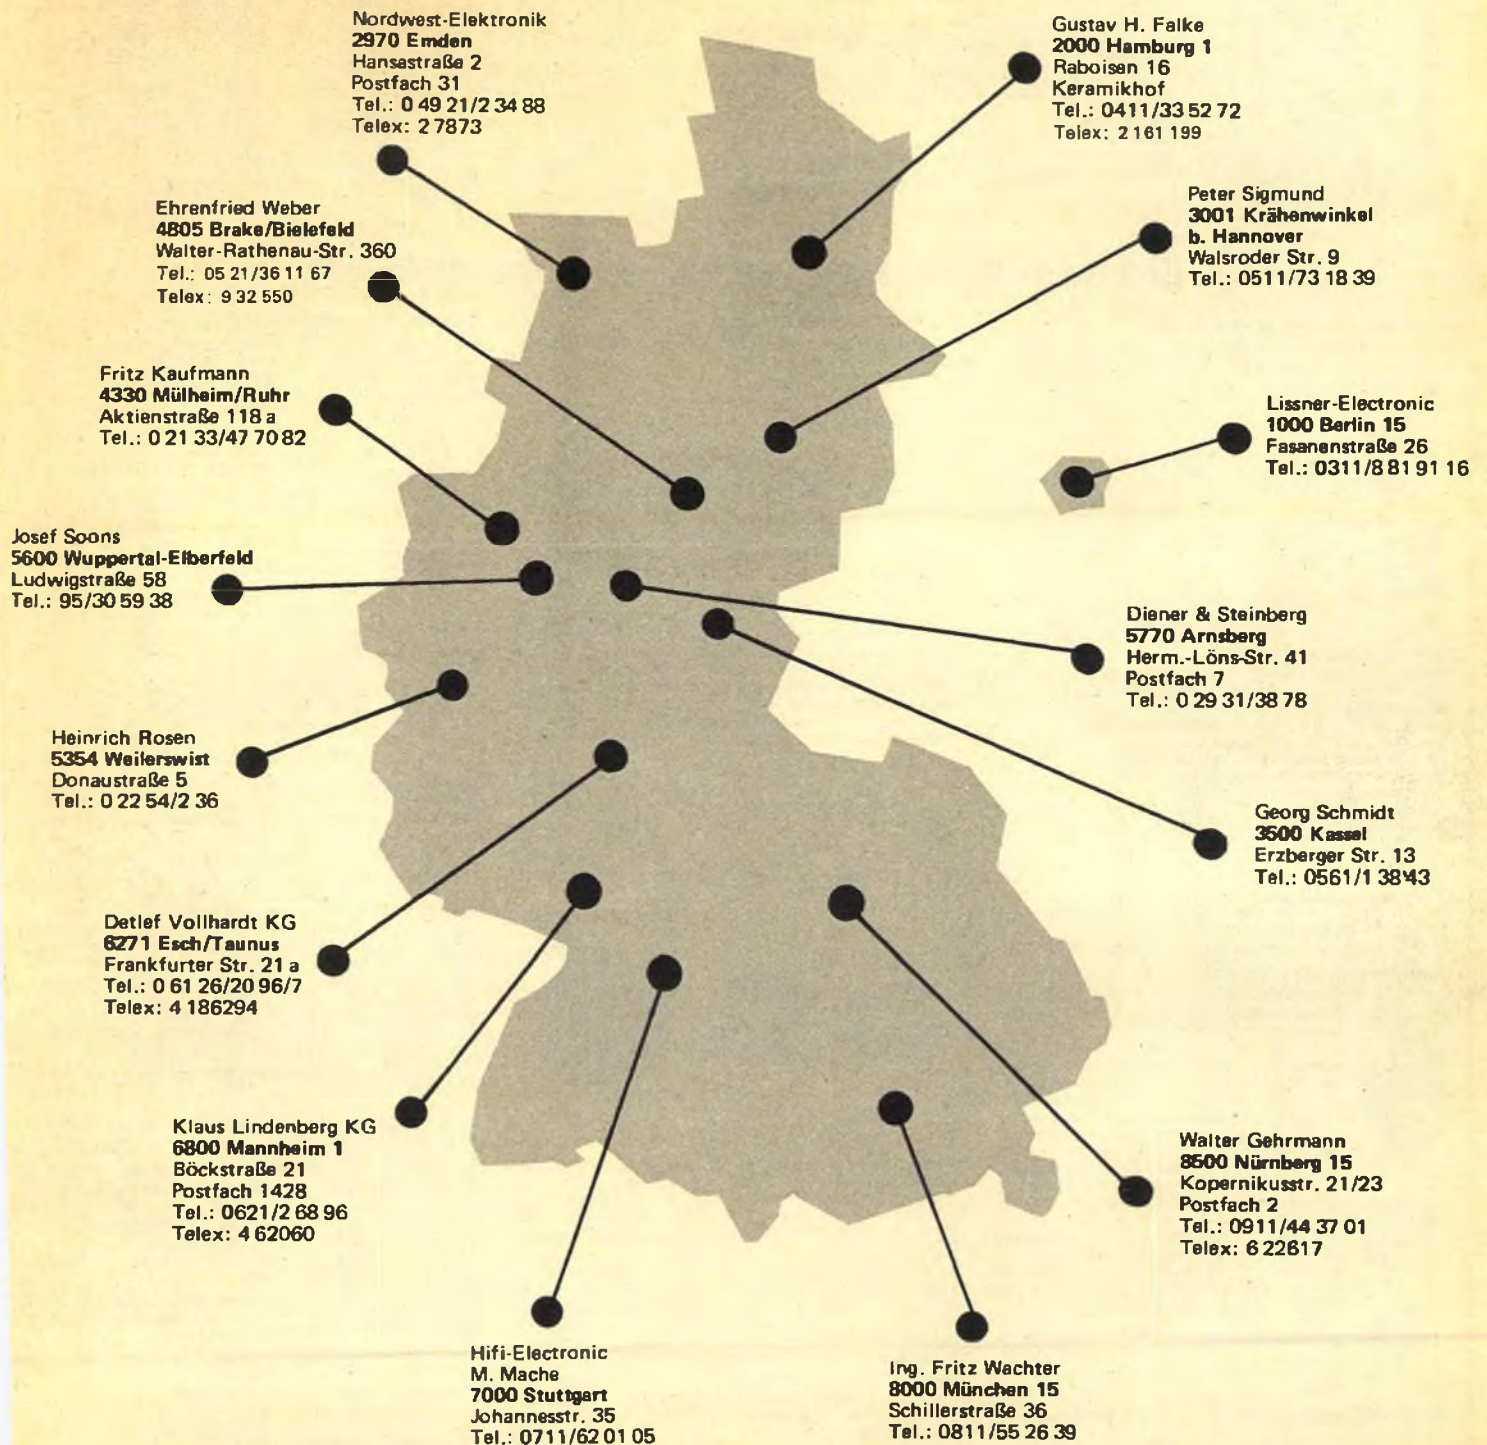 Nordwest-Elektronik
2970 Emden
Hansastraße 2
Postfach 31
Tel.: 0 49 21/2 34 88
Telex: 2 7873
Gustav H. Falke
2000 Hamburg 1
Raboisen 16
Keramikhof
Tel.: 0411/33 52 72
Telex: 2 161 199
Ehrenfried Weber
4805 Brake/Bielefeld
Walter-Rathenau-Str. 360
Tel.: 05 21/36 11 67
Telex: 9 32 550
Peter Sigmund
3001 Krähenwinkel
b. Hannover
Walsroder Str. 9
Tel.: 0511/73 18 39
Fritz Kaufmann
4330 Mülheim/Ruhr
Aktienstraße 118 a
Tel.: 0 21 33/47 70 82
Lissner-Electronic
1000 Berlin 15
Fasanenstraße 26
Tel.: 0311/8 81 91 16
Josef Soons
5600 Wuppertal-Elberfeld
Ludwigstraße 58
Tel.: 95/30 59 38
Diener & Steinberg
5770 Arnsberg
Herm.-Löns-Str. 41
Postfach 7
Tel.: 0 29 31/38 78
Heinrich Rosen
5354 Weilerswist
Donaustraße 5
Tel.: 0 22 54/2 36
Georg Schmidt
3500 Kassel
Erzberger Str. 13
Tel.: 0561/1 38 43
Detlef Vollhardt KG
6271 Esch/Taunus
Frankfurter Str. 21 a
Tel.: 0 61 26/20 96/7
Telex: 4 186294
Klaus Lindenberg KG
6800 Mannheim 1
Böckstraße 21
Postfach 1428
Tel.: 0621/2 68 96
Telex: 4 62060
Walter Gehrmann
8500 Nürnberg 15
Kopernikusstr. 21/23
Postfach 2
Tel.: 0911/44 37 01
Telex: 6 22617
Hifi-Electronic
M. Mache
7000 Stuttgart
Johannesstr. 35
Tel.: 0711/62 01 05
Ing. Fritz Wachter
8000 München 15
Schillerstraße 36
Tel.: 0811/55 26 39